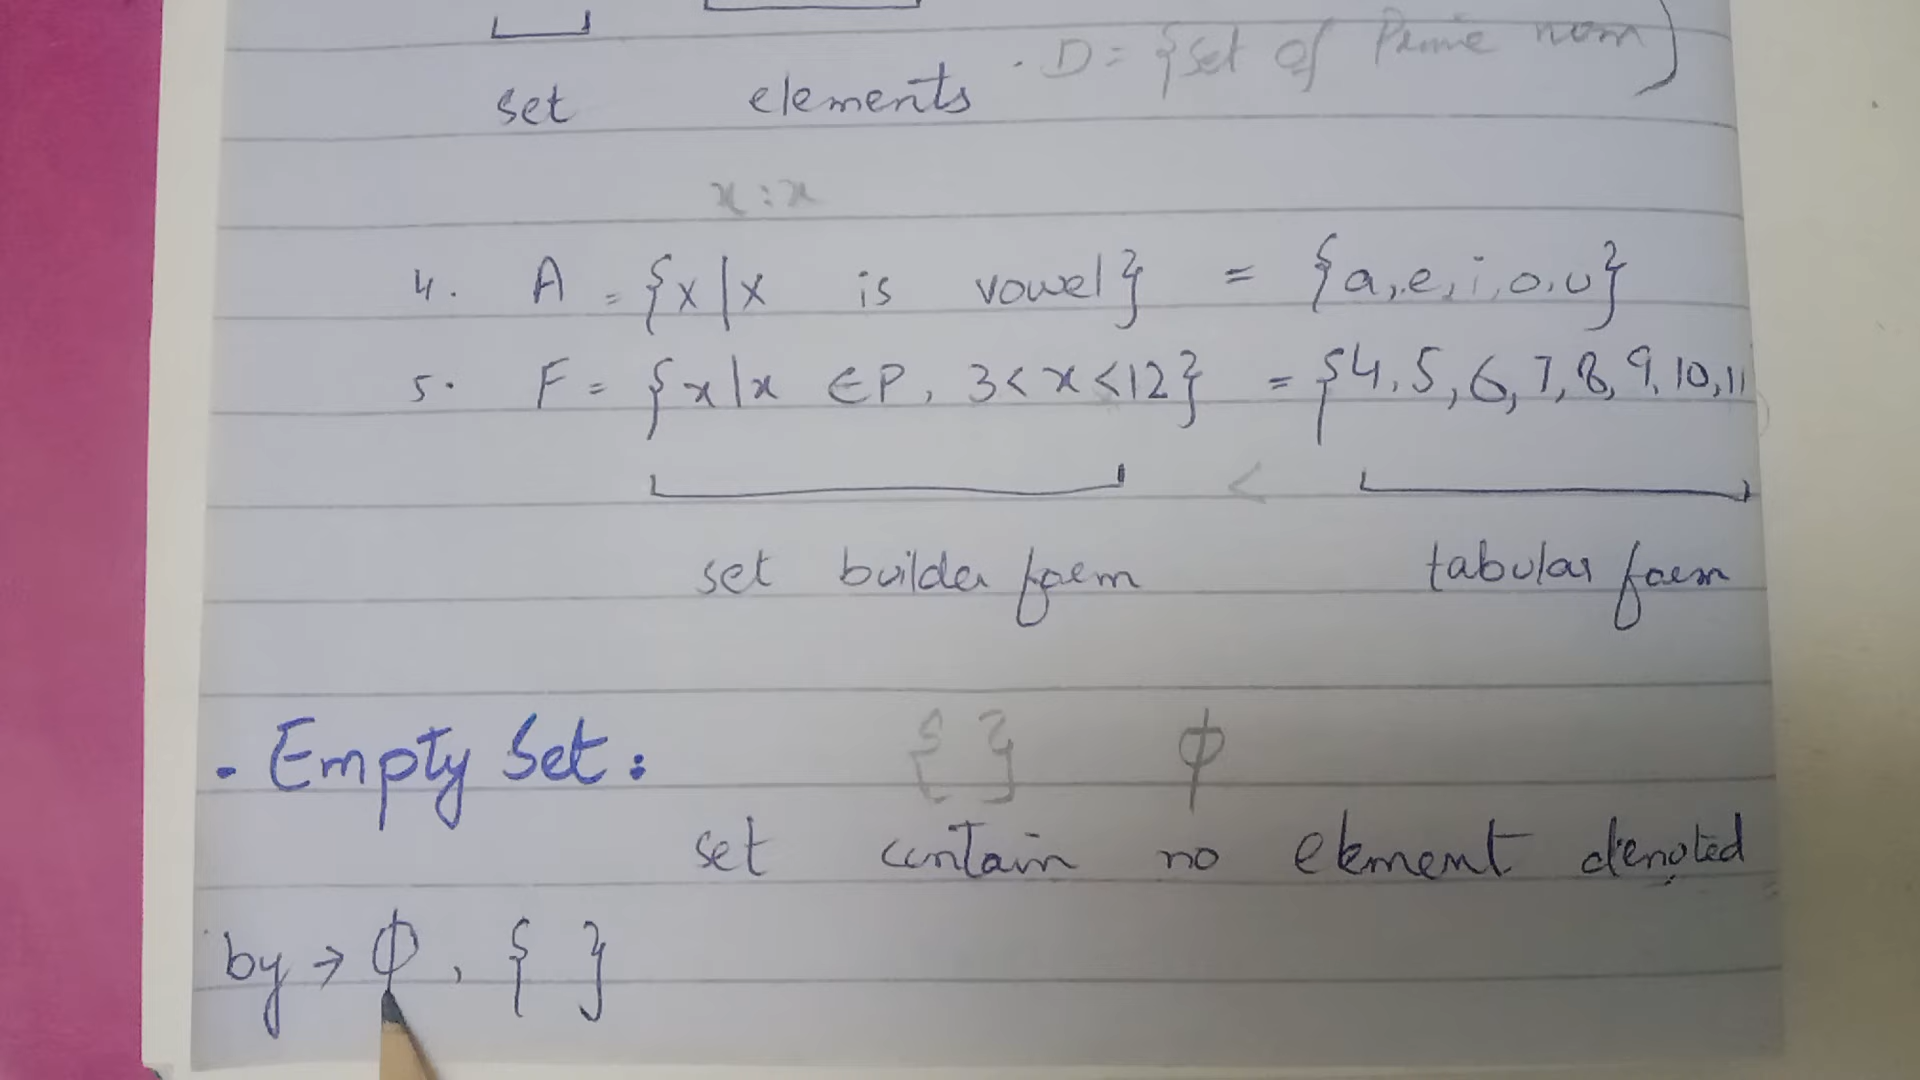 . D = {set of Prime num
set elements
x : x
4. A = {x|x is vowel} = {a,e,i,o,u}
5. F = {x|x ∈P, 3<x<12} = {4,5,6,7,8,9,10,11
<
set builder form tabular form
. Empty Set : { } ϕ
set contain no element denoted
by → ϕ , { }